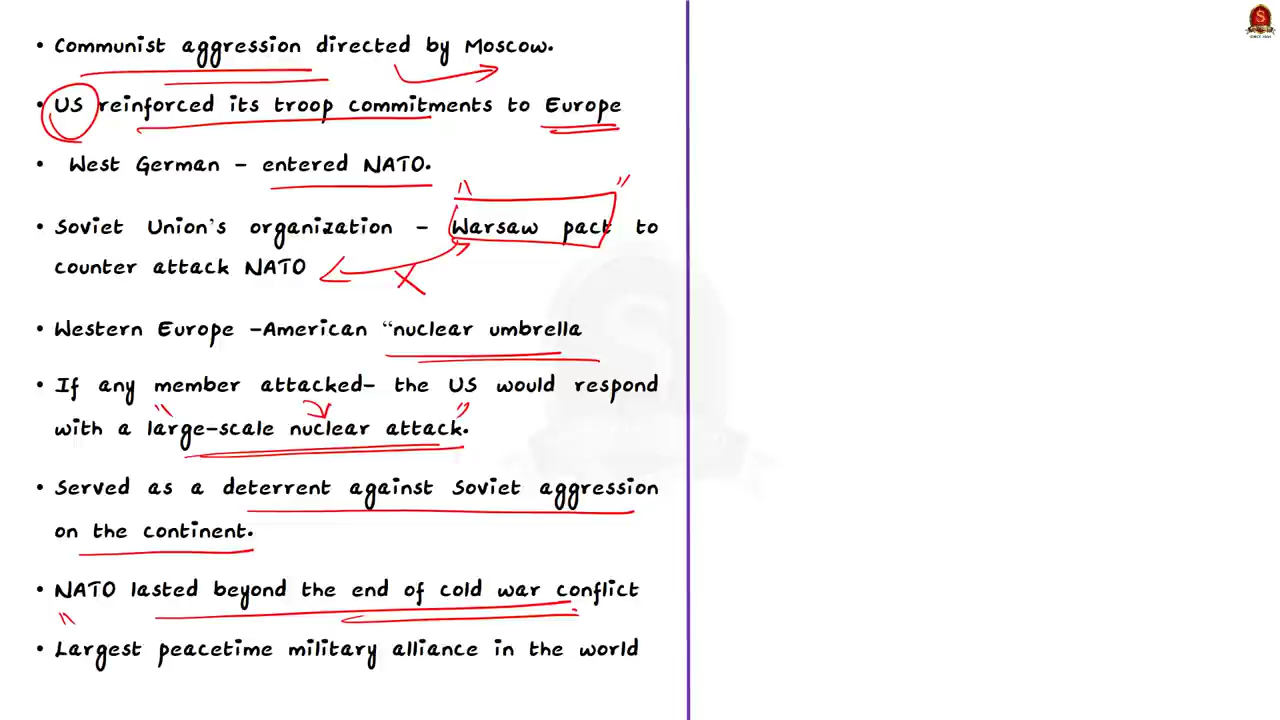 • Communist aggression directed by Moscow.
• US reinforced its troop commitments to Europe
• West German – entered NATO.
• Soviet Union's organization – Warsaw pact to
counter attack NATO
• Western Europe –American “nuclear umbrella
• If any member attacked– the US would respond
with a large-scale nuclear attack.
• Served as a deterrent against Soviet aggression
on the continent.
• NATO lasted beyond the end of cold war conflict
• Largest peacetime military alliance in the world